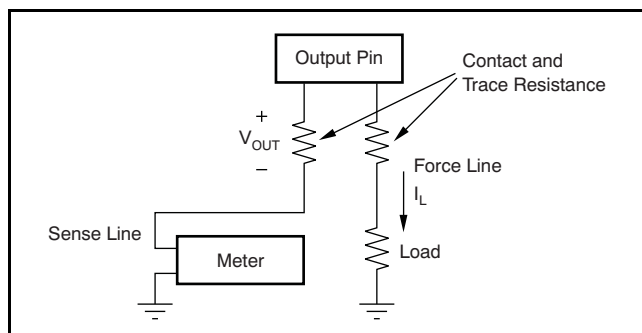 Output Pin
Contact and
Trace Resistance
+
V_OUT
–
Force Line
I_L
Sense Line
Meter
Load